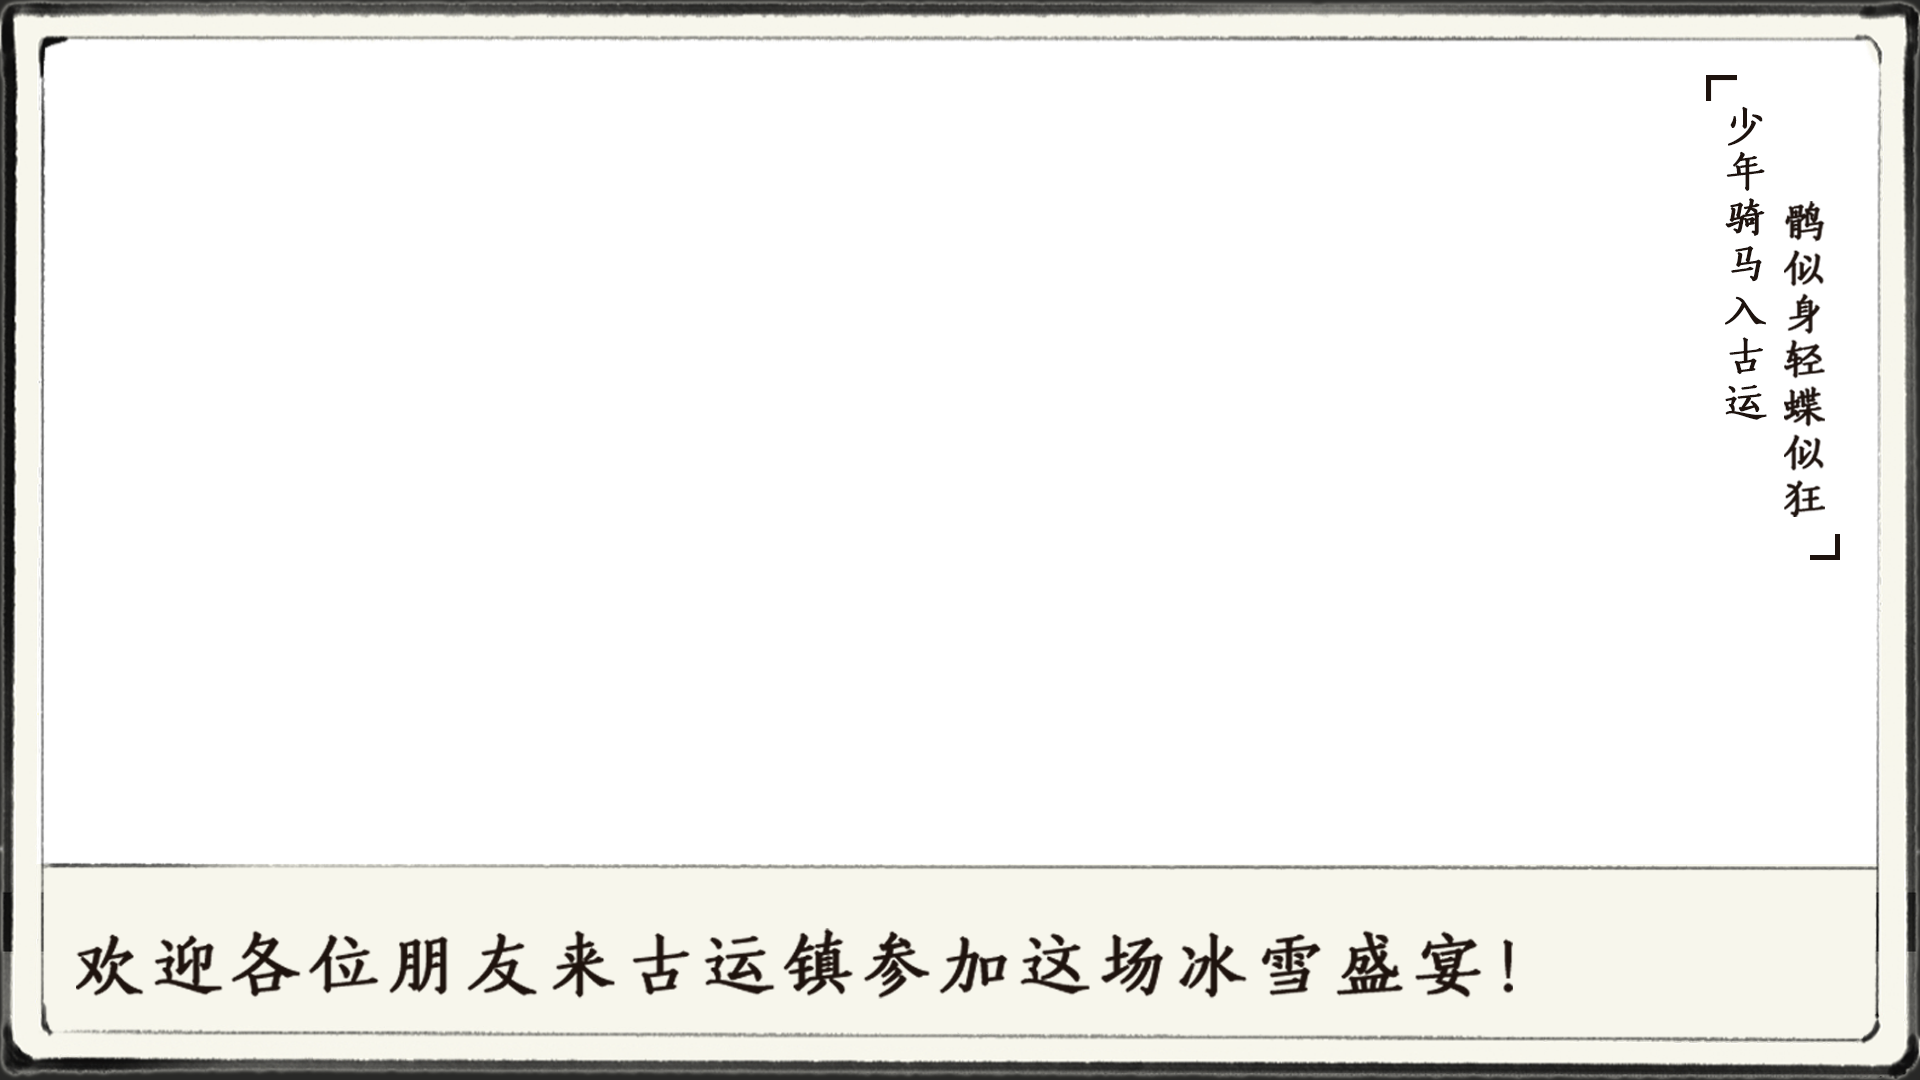 少年骑马入古运
鹘似身轻蝶似狂
欢迎各位朋友来古运镇参加这场冰雪盛宴!